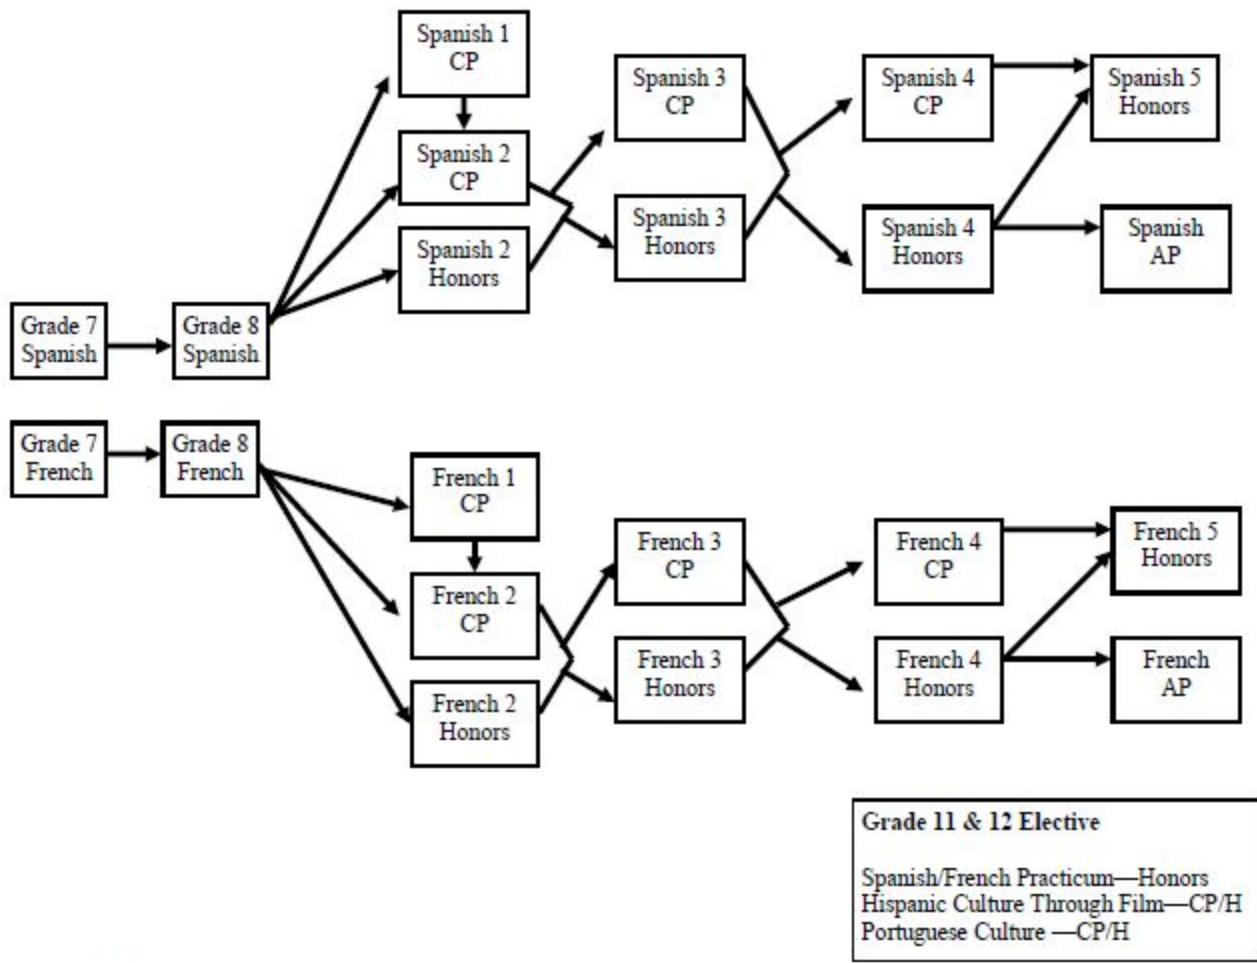 Spanish 1
CP
Spanish 2
CP
Spanish 2
Honors
Spanish 3
CP
Spanish 3
Honors
Spanish 4
CP
Spanish 4
Honors
Spanish 5
Honors
Spanish
AP
Grade 7
Spanish
Grade 8
Spanish
Grade 7
French
Grade 8
French
French 1
CP
French 2
CP
French 2
Honors
French 3
CP
French 3
Honors
French 4
CP
French 4
Honors
French 5
Honors
French
AP
Grade 11 & 12 Elective
Spanish/French Practicum—Honors
Hispanic Culture Through Film—CP/H
Portuguese Culture —CP/H